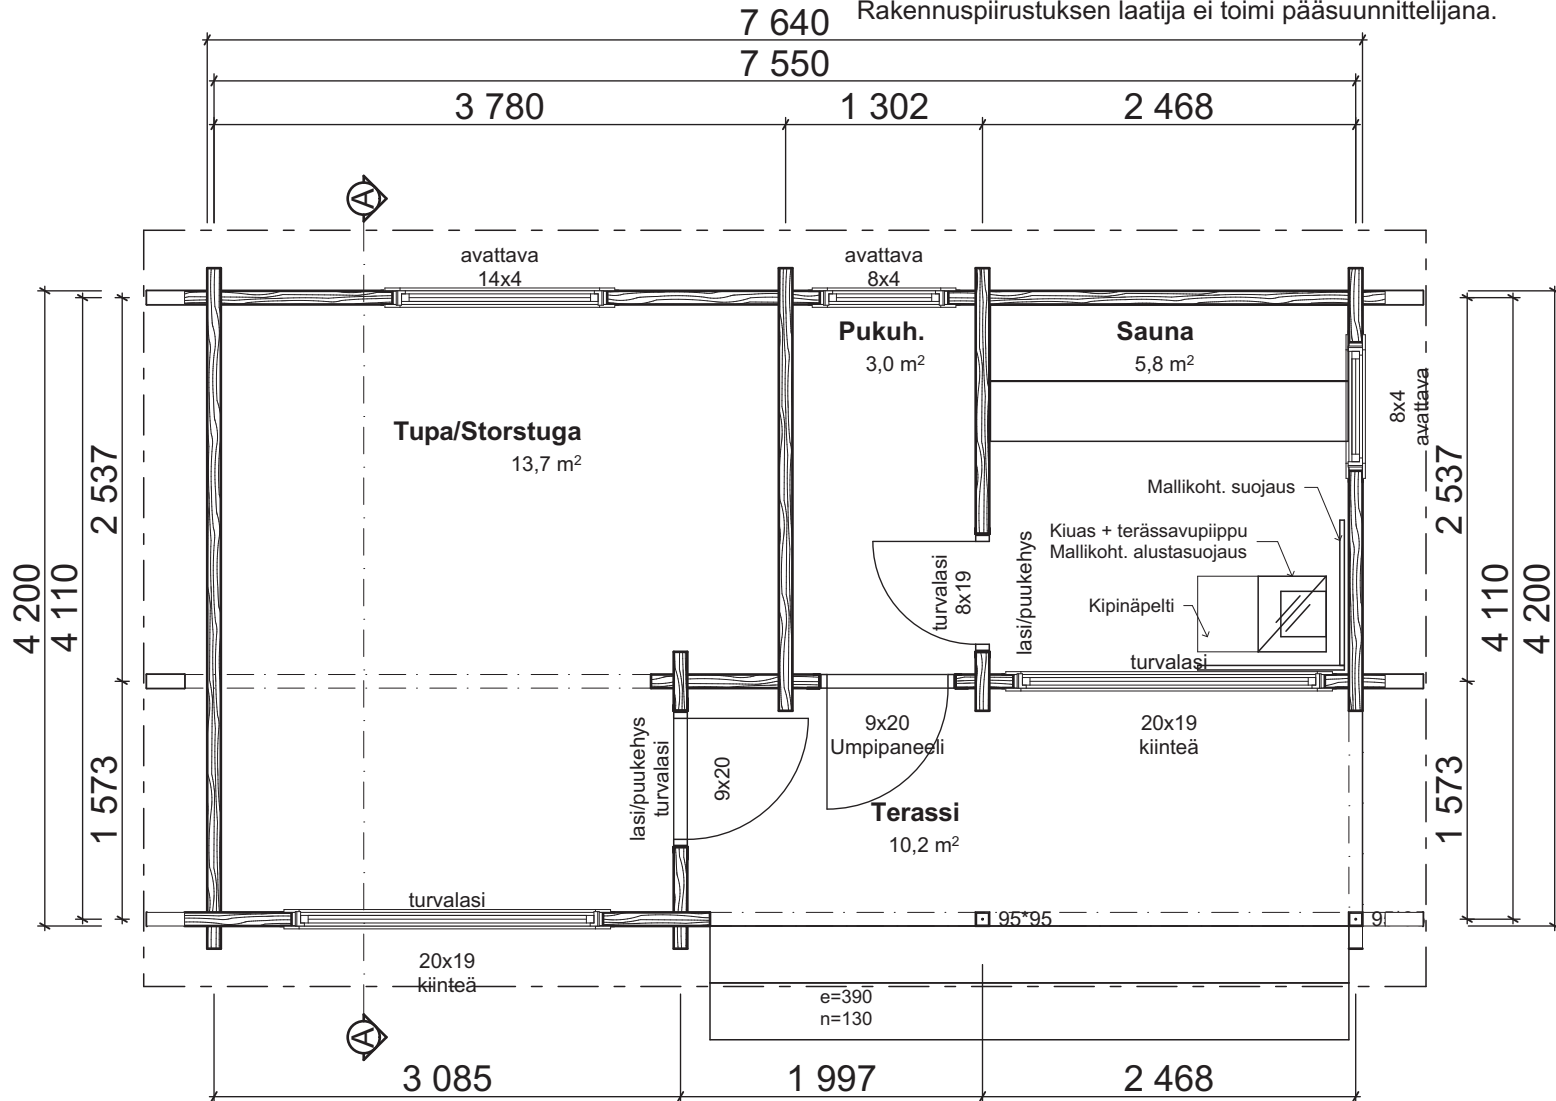 Rakennuspiirustuksen laatija ei toimi pääsuunnittelijana.
7 640
7 550
3 780
1 302
2 468
A
avattava
14x4
avattava
8x4
Pukuh.
3,0 m²
Sauna
5,8 m²
8x4
avattava
Tupa/Storstuga
13,7 m²
4 200
4 110
2 537
1 573
2 537
1 573
4 110
4 200
Mallikoht. suojaus
Kiuas + terässavupiippu
Mallikoht. alustasuojaus
Kipinäpelti
turvalasi
8x19
lasi/puukehys
turvalasi
20x19
kiinteä
9x20
Umpipaneeli
lasi/puukehys
turvalasi
9x20
Terassi
10,2 m²
turvalasi
20x19
kiinteä
95*95
9
e=390
n=130
A
3 085
1 997
2 468